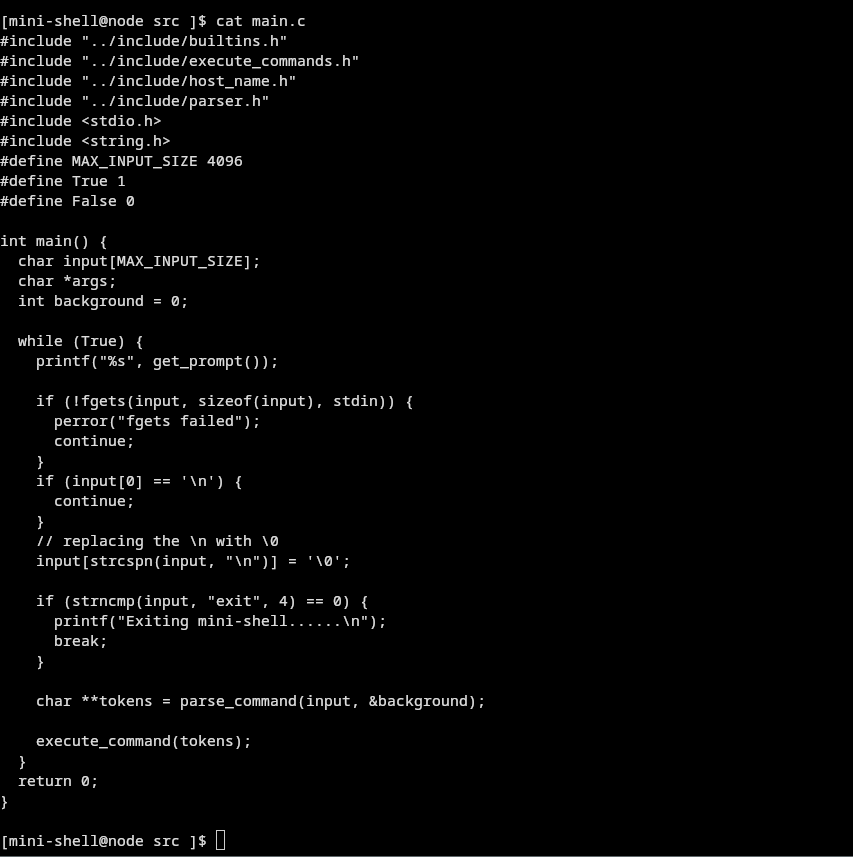 [mini-shell@node src ]$ cat main.c
#include "../include/builtins.h"
#include "../include/execute_commands.h"
#include "../include/host_name.h"
#include "../include/parser.h"
#include <stdio.h>
#include <string.h>
#define MAX_INPUT_SIZE 4096
#define True 1
#define False 0

int main() {
  char input[MAX_INPUT_SIZE];
  char *args;
  int background = 0;

  while (True) {
    printf("%s", get_prompt());

    if (!fgets(input, sizeof(input), stdin)) {
      perror("fgets failed");
      continue;
    }
    if (input[0] == '\n') {
      continue;
    }
    // replacing the \n with \0
    input[strcspn(input, "\n")] = '\0';

    if (strncmp(input, "exit", 4) == 0) {
      printf("Exiting mini-shell......\n");
      break;
    }

    char **tokens = parse_command(input, &background);

    execute_command(tokens);
  }
  return 0;
}

[mini-shell@node src ]$